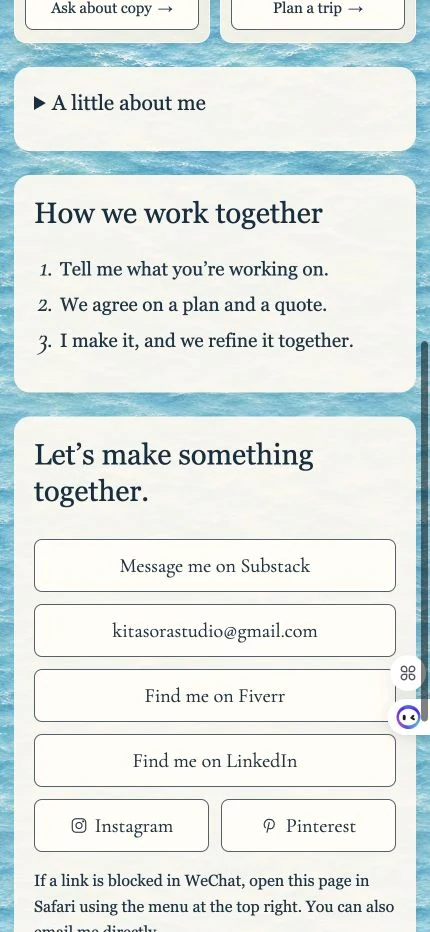 Ask about copy →
Plan a trip →
▶ A little about me
How we work together
1. Tell me what you’re working on.
2. We agree on a plan and a quote.
3. I make it, and we refine it together.
Let’s make something
together.
Message me on Substack
kitasorastudio@gmail.com
Find me on Fiverr
Find me on LinkedIn
Instagram
Pinterest
If a link is blocked in WeChat, open this page in
Safari using the menu at the top right. You can also
email me directly.